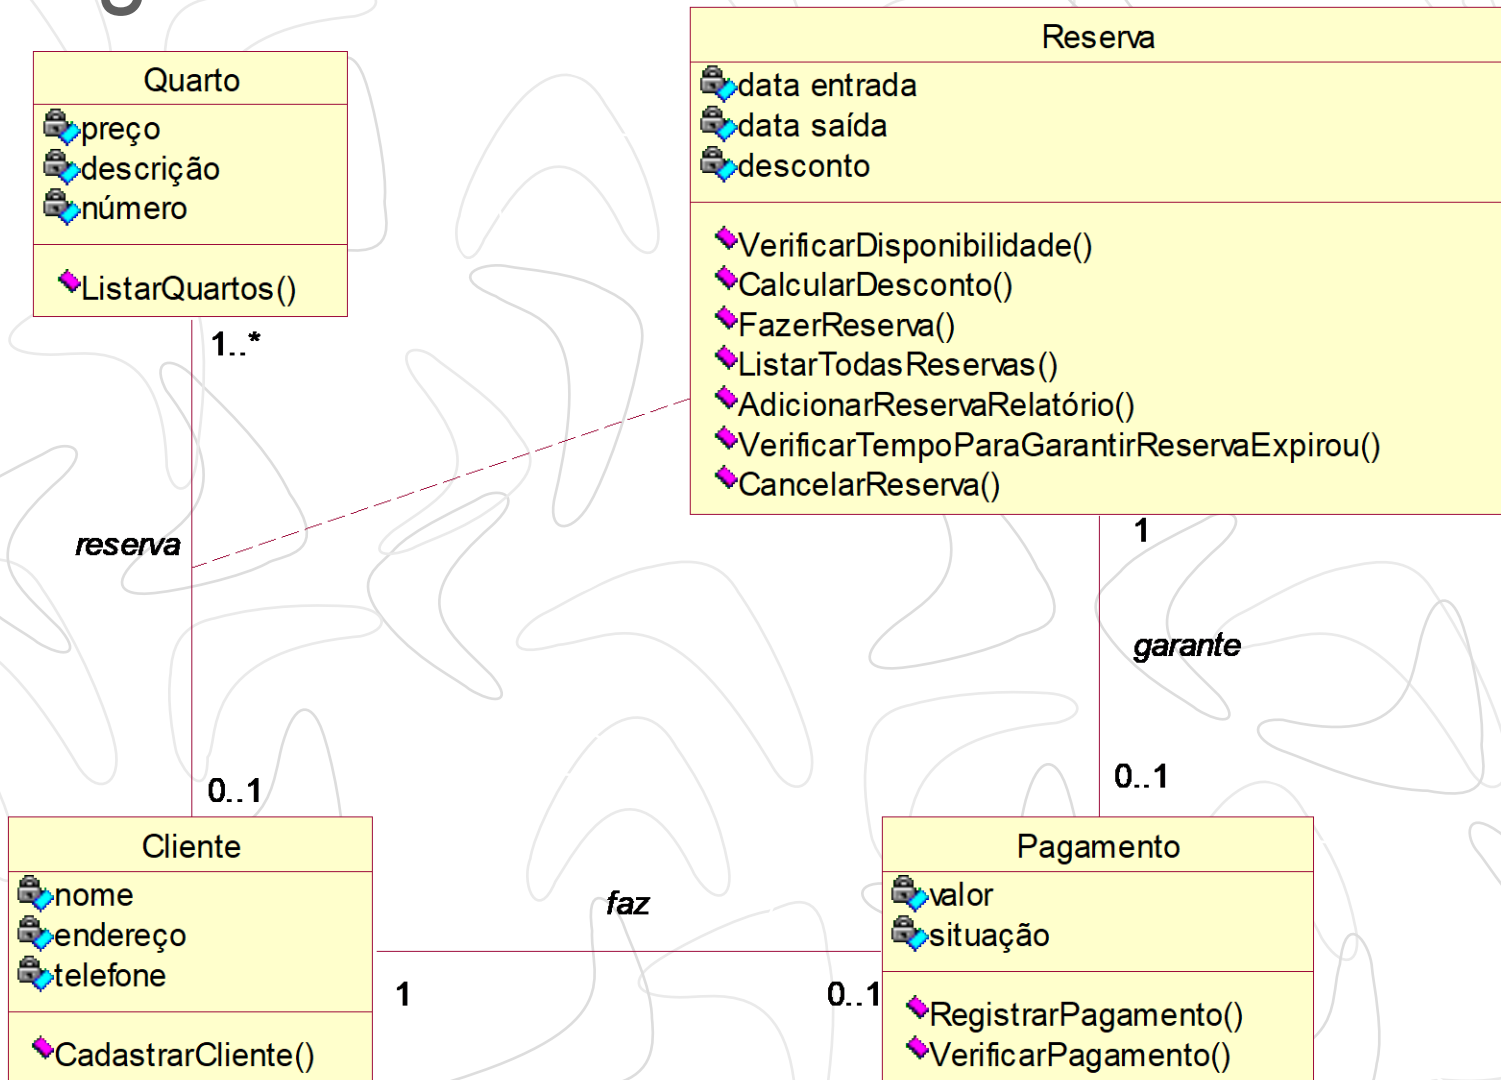 Quarto
preço
descrição
número
ListarQuartos()
Reserva
data entrada
data saída
desconto
VerificarDisponibilidade()
CalcularDesconto()
FazerReserva()
ListarTodasReservas()
AdicionarReservaRelatório()
VerificarTempoParaGarantirReservaExpirou()
CancelarReserva()
1..*
reserva
0..1
1
garante
0..1
Cliente
nome
endereço
telefone
CadastrarCliente()
faz
1
0..1
Pagamento
valor
situação
RegistrarPagamento()
VerificarPagamento()